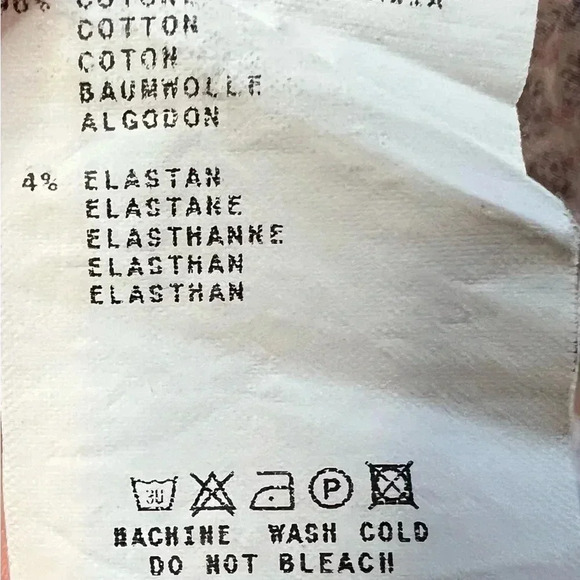 COTTON
COTON
BAUMWOLLE
ALGODON
4% ELASTAN
ELASTANE
ELASTHANNE
ELASTHAN
ELASTHAN
30
P
MACHINE WASH COLD
DO NOT BLEACH